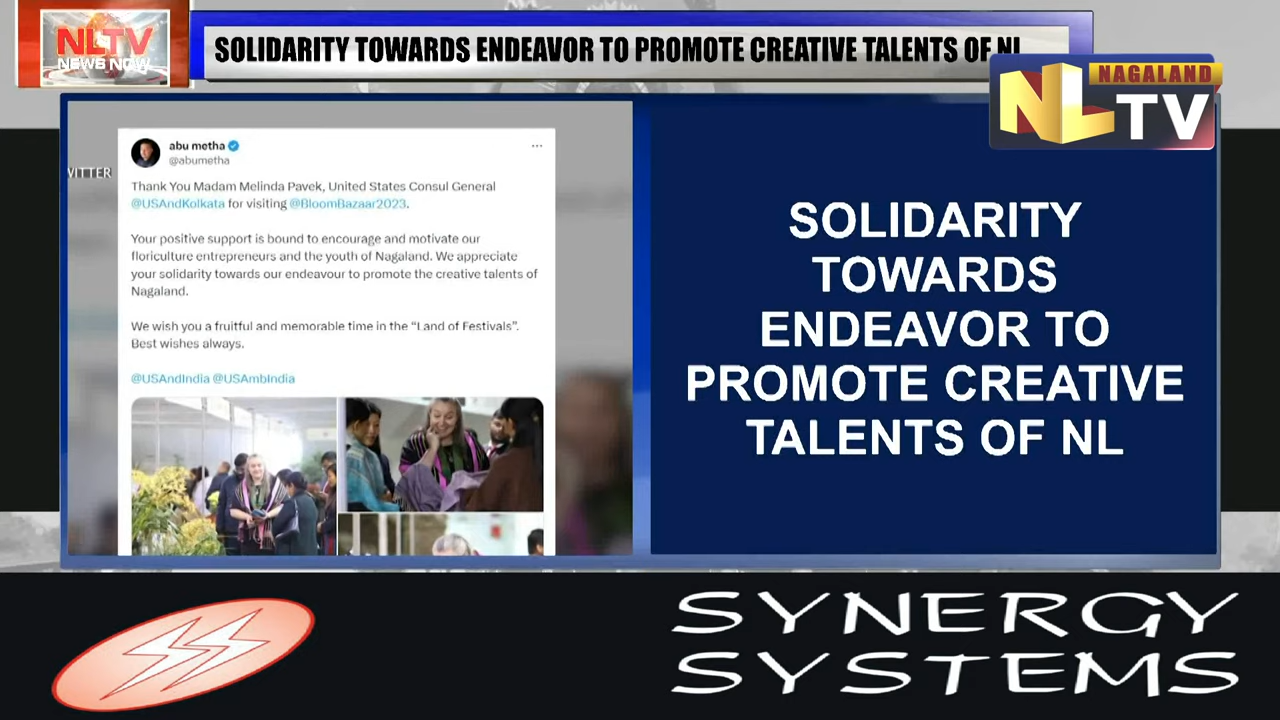 NLTV
NEWS NOW
SOLIDARITY TOWARDS ENDEAVOR TO PROMOTE CREATIVE TALENTS OF NL
NAGALAND
NLTV
abu metha
@abumetha
Thank You Madam Melinda Pavek, United States Consul General
@USAndKolkata for visiting @BloomBazaar2023.
Your positive support is bound to encourage and motivate our
floriculture entrepreneurs and the youth of Nagaland. We appreciate
your solidarity towards our endeavour to promote the creative talents of
Nagaland.
We wish you a fruitful and memorable time in the “Land of Festivals”.
Best wishes always.
@USAndIndia @USAmbIndia
SOLIDARITY
TOWARDS
ENDEAVOR TO
PROMOTE CREATIVE
TALENTS OF NL
SYNERGY
SYSTEMS